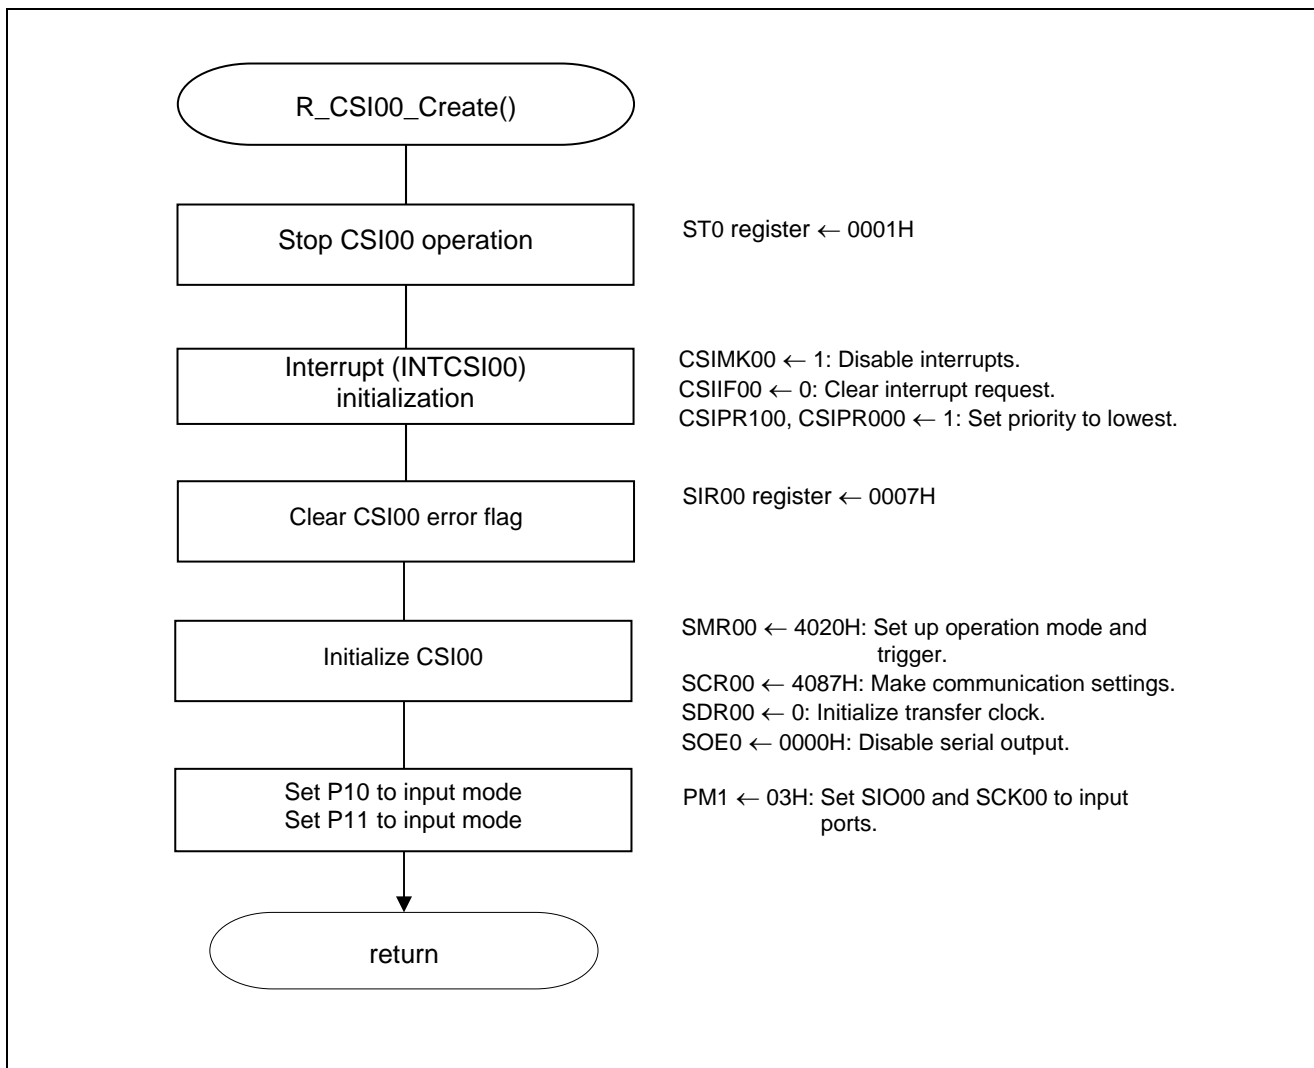 R_CSI00_Create()
Stop CSI00 operation
ST0 register ← 0001H
Interrupt (INTCSI00)
initialization
CSIMK00 ← 1: Disable interrupts.
CSIIF00 ← 0: Clear interrupt request.
CSIPR100, CSIPR000 ← 1: Set priority to lowest.
Clear CSI00 error flag
SIR00 register ← 0007H
Initialize CSI00
SMR00 ← 4020H: Set up operation mode and
trigger.
SCR00 ← 4087H: Make communication settings.
SDR00 ← 0: Initialize transfer clock.
SOE0 ← 0000H: Disable serial output.
Set P10 to input mode
Set P11 to input mode
PM1 ← 03H: Set SIO00 and SCK00 to input
ports.
return